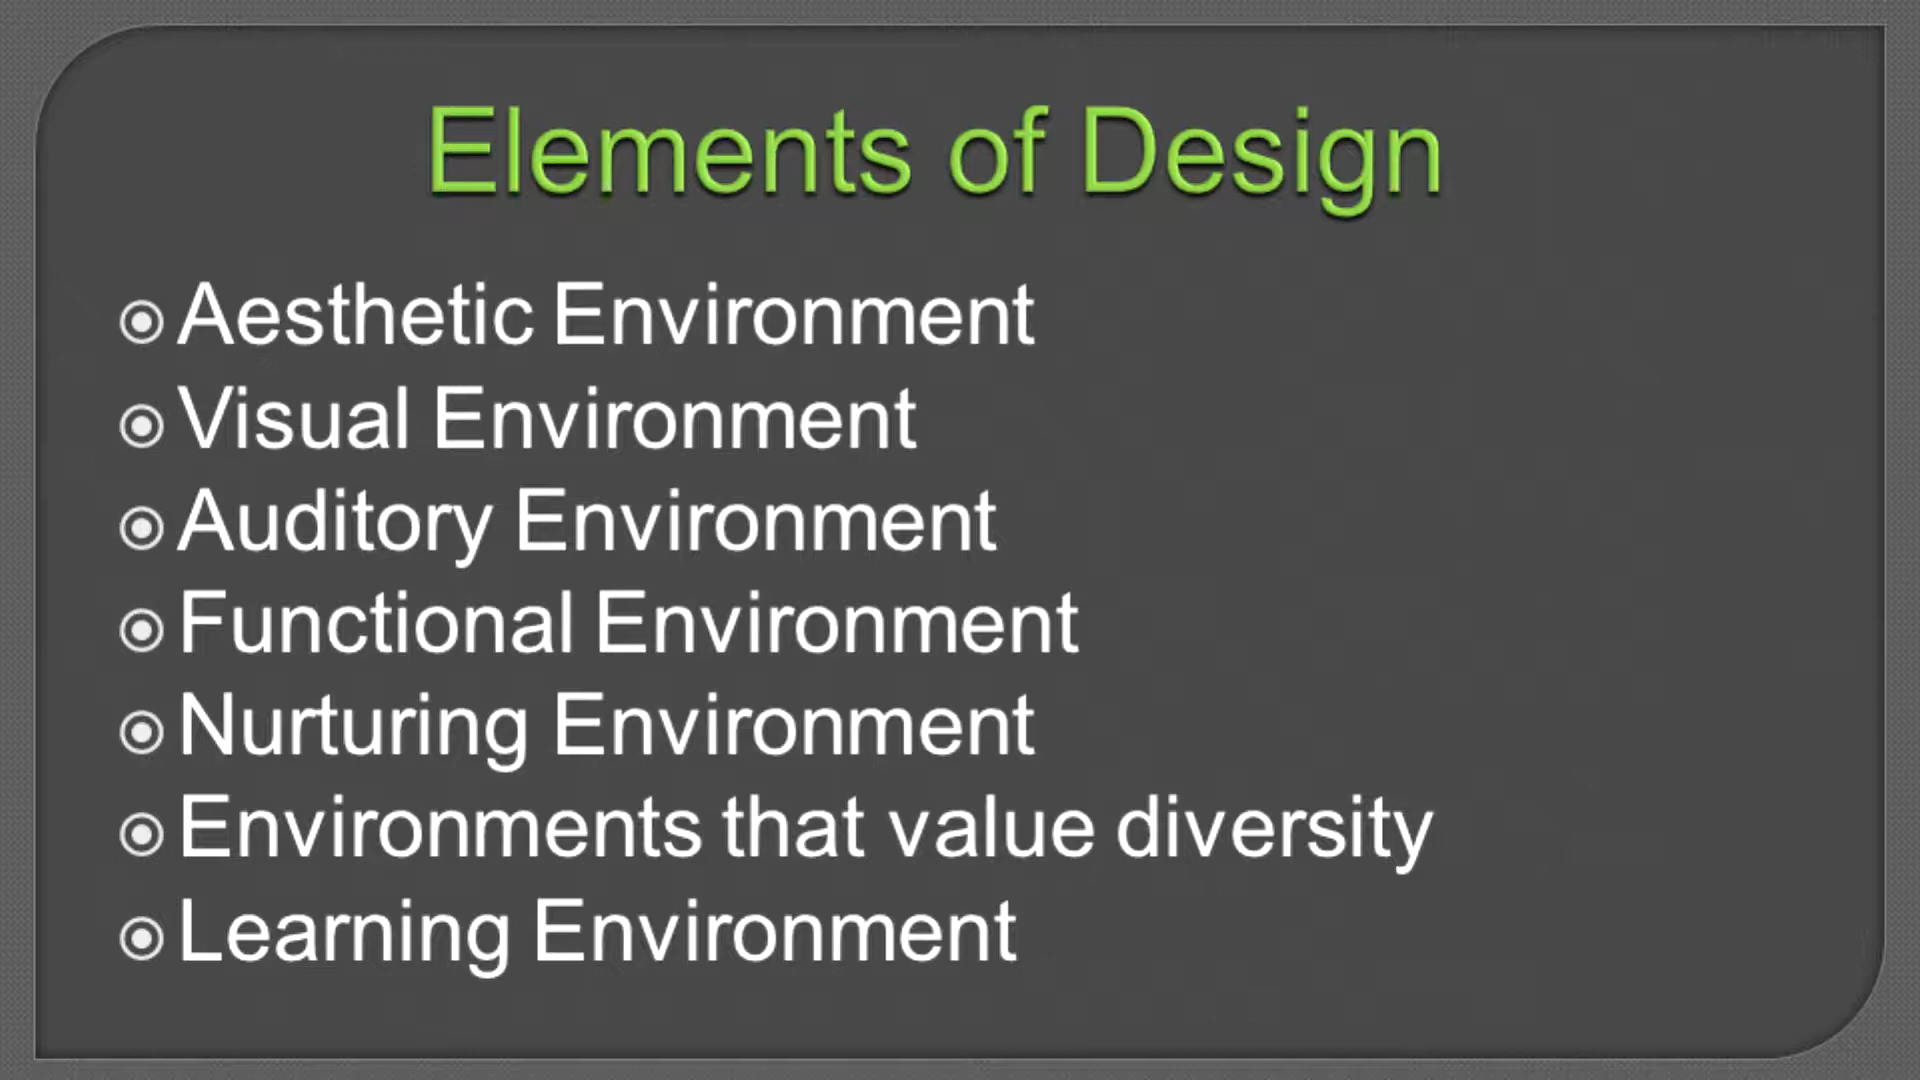 Elements of Design
Aesthetic Environment
Visual Environment
Auditory Environment
Functional Environment
Nurturing Environment
Environments that value diversity
Learning Environment